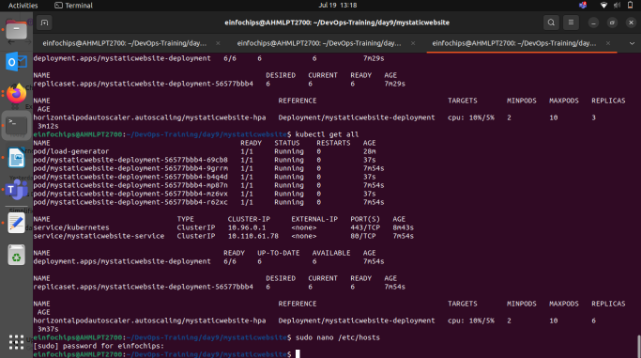 Activities Terminal Jul 19 13:18
einfochips@AHMLPT2700: ~/DevOps-Training/day9/mystaticwebsite
einfochips@AHMLPT2700: ~/DevOps-Training/day... einfochips@AHMLPT2700: ~/DevOps-Training/day... einfochips@AHMLPT2700: ~/DevOps-Training/day...
deployment.apps/mystaticwebsite-deployment 6/6 6 6 7m29s
NAME DESIRED CURRENT READY AGE
replicaset.apps/mystaticwebsite-deployment-56577bbb4 6 6 6 7m29s
NAME REFERENCE TARGETS MINPODS MAXPODS REPLICAS
AGE
horizontalpodautoscaler.autoscaling/mystaticwebsite-hpa Deployment/mystaticwebsite-deployment cpu: 10%/5% 2 10 3
3m12s
einfochips@AHMLPT2700:~/DevOps-Training/day9/mystaticwebsite$ kubectl get all
NAME READY STATUS RESTARTS AGE
pod/load-generator 1/1 Running 0 28m
pod/mystaticwebsite-deployment-56577bbb4-69cb8 1/1 Running 0 37s
pod/mystaticwebsite-deployment-56577bbb4-9grrm 1/1 Running 0 7m54s
pod/mystaticwebsite-deployment-56577bbb4-b4q4d 1/1 Running 0 37s
pod/mystaticwebsite-deployment-56577bbb4-mp87n 1/1 Running 0 7m54s
pod/mystaticwebsite-deployment-56577bbb4-mz6vx 1/1 Running 0 37s
pod/mystaticwebsite-deployment-56577bbb4-r62xc 1/1 Running 0 7m54s
NAME TYPE CLUSTER-IP EXTERNAL-IP PORT(S) AGE
service/kubernetes ClusterIP 10.96.0.1 <none> 443/TCP 8m43s
service/mystaticwebsite-service ClusterIP 10.110.61.78 <none> 80/TCP 7m54s
NAME READY UP-TO-DATE AVAILABLE AGE
deployment.apps/mystaticwebsite-deployment 6/6 6 6 7m54s
NAME DESIRED CURRENT READY AGE
replicaset.apps/mystaticwebsite-deployment-56577bbb4 6 6 6 7m54s
NAME REFERENCE TARGETS MINPODS MAXPODS REPLICAS
AGE
horizontalpodautoscaler.autoscaling/mystaticwebsite-hpa Deployment/mystaticwebsite-deployment cpu: 10%/5% 2 10 6
3m37s
einfochips@AHMLPT2700:~/DevOps-Training/day9/mystaticwebsite$ sudo nano /etc/hosts
[sudo] password for einfochips:
einfochips@AHMLPT2700:~/DevOps-Training/day9/mystaticwebsite$